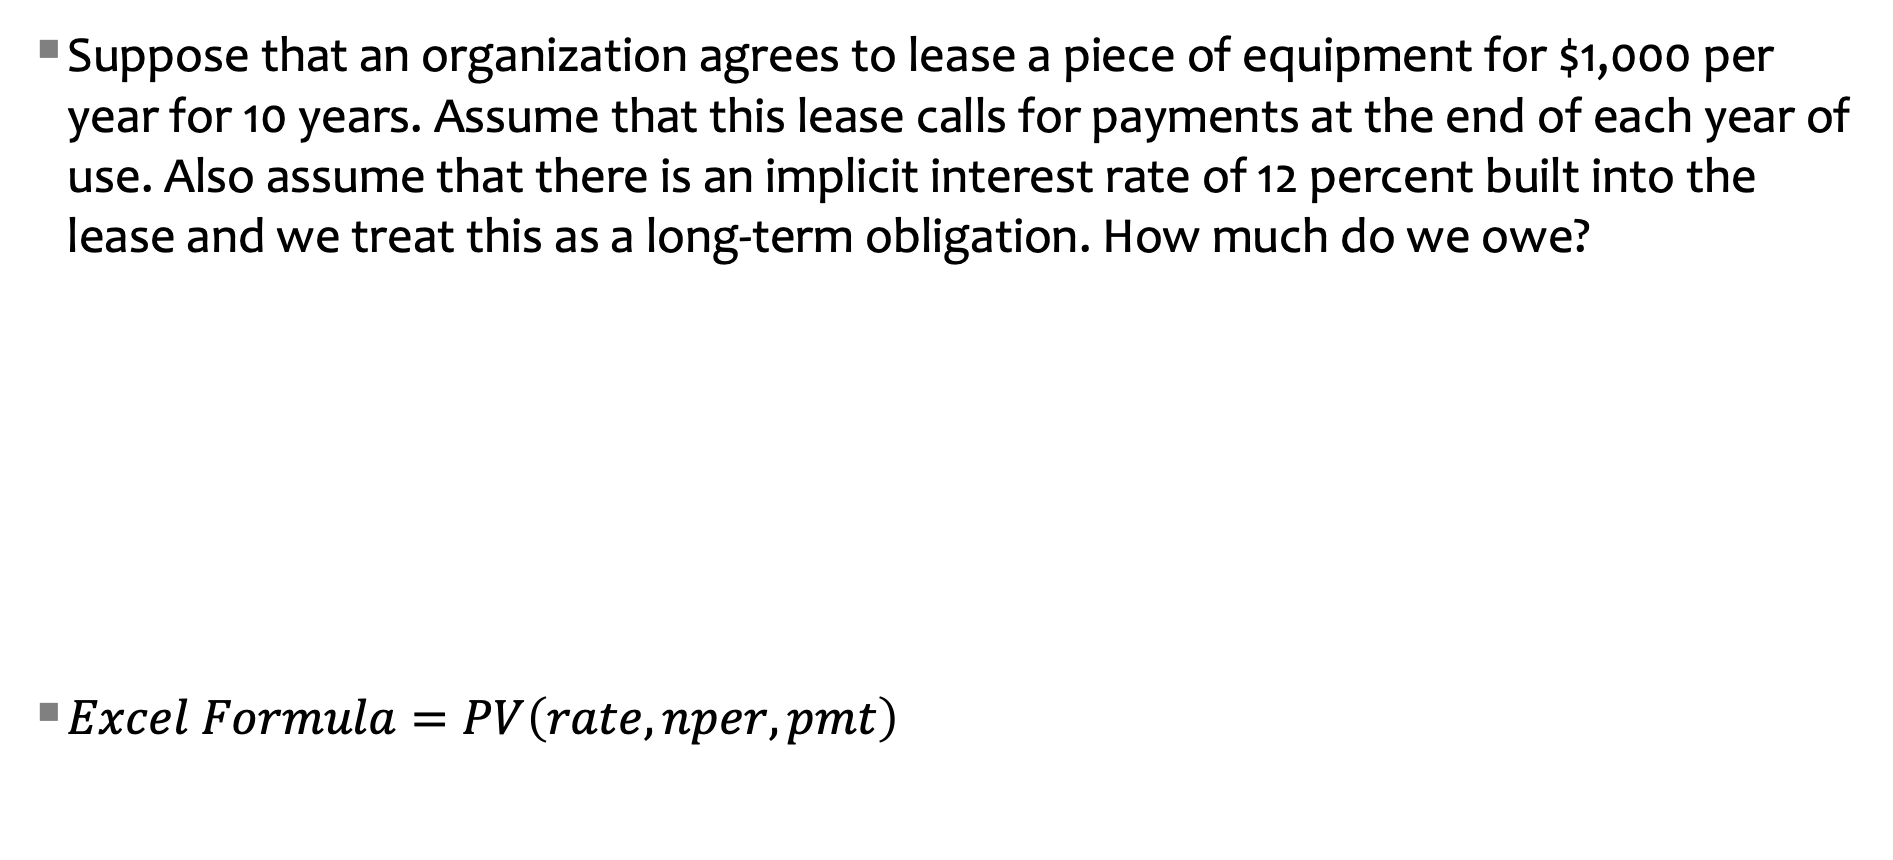 ▪ Suppose that an organization agrees to lease a piece of equipment for $1,000 per
year for 10 years. Assume that this lease calls for payments at the end of each year of
use. Also assume that there is an implicit interest rate of 12 percent built into the
lease and we treat this as a long-term obligation. How much do we owe?
▪ Excel Formula = PV(rate, nper, pmt)